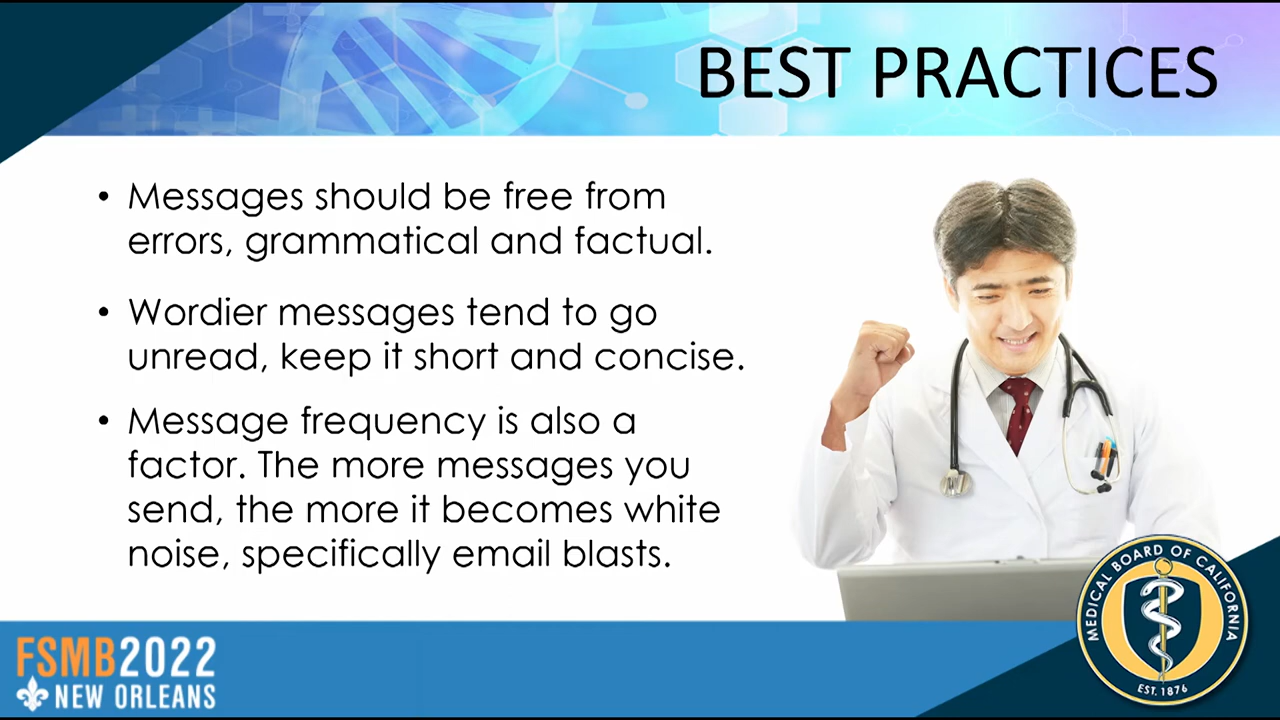 BEST PRACTICES
• Messages should be free from
errors, grammatical and factual.
• Wordier messages tend to go
unread, keep it short and concise.
• Message frequency is also a
factor. The more messages you
send, the more it becomes white
noise, specifically email blasts.
FSMB2022
NEW ORLEANS
MEDICAL BOARD OF CALIFORNIA
EST. 1876